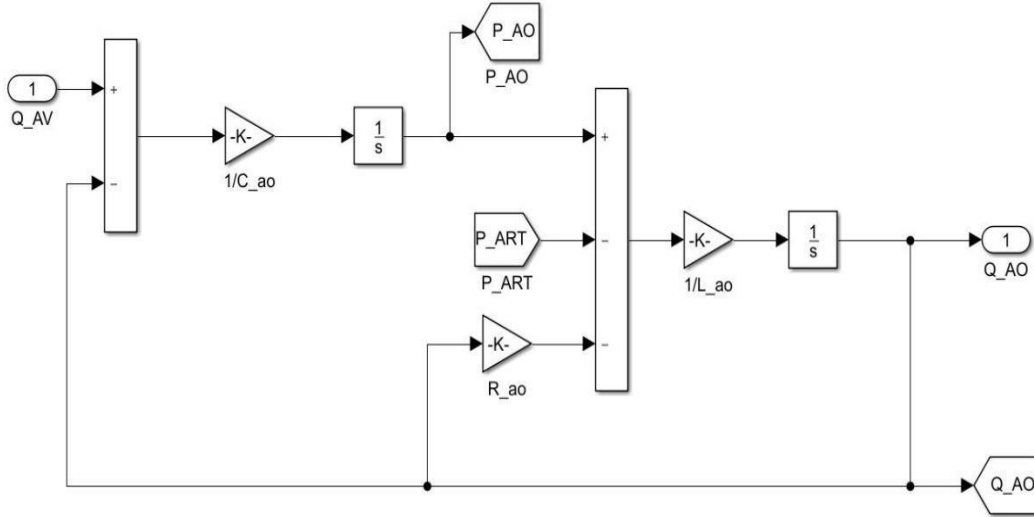 P_AO
P_AO
1
Q_AV
+
-K-
1/C_ao
1
s
−
+
P_ART
P_ART
−
-K-
1/L_ao
1
s
1
Q_AO
-K-
R_ao
−
Q_AO